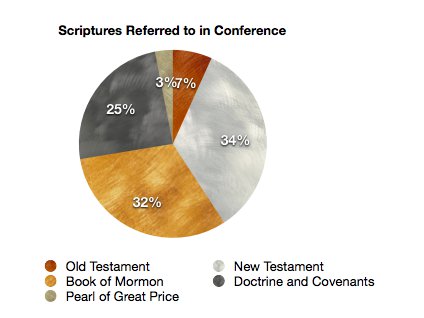 Scriptures Referred to in Conference
3%
7%
25%
34%
32%
Old Testament
New Testament
Book of Mormon
Doctrine and Covenants
Pearl of Great Price